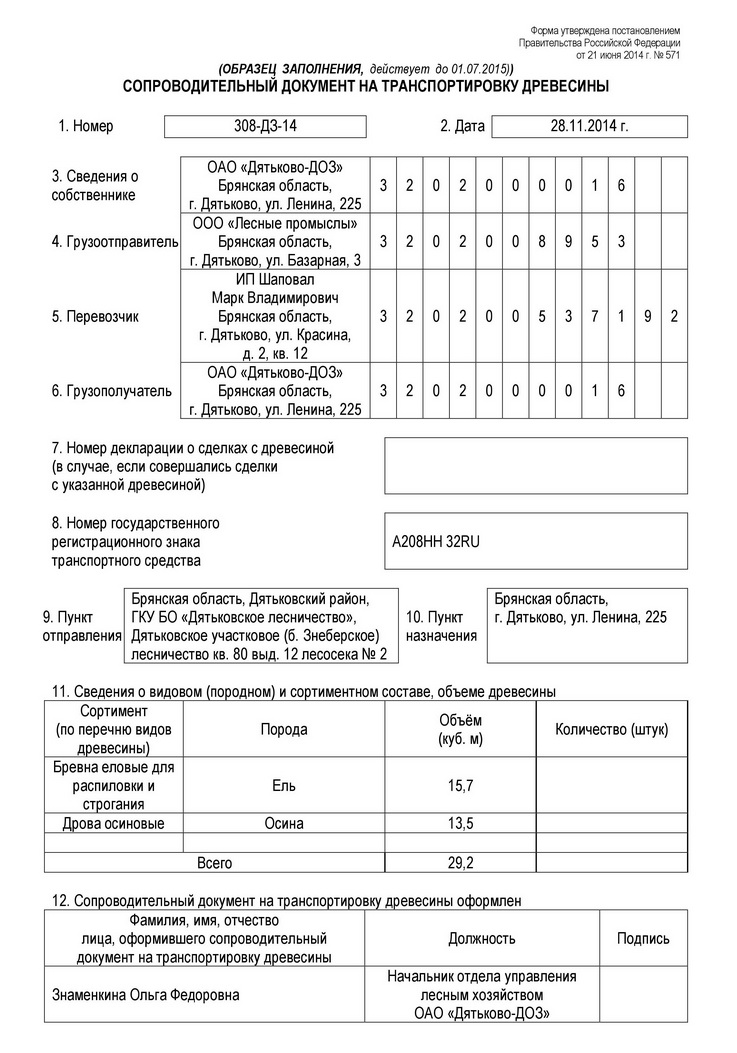 Форма утверждена постановлением
Правительства Российской Федерации
от 21 июня 2014 г. № 571
(ОБРАЗЕЦ ЗАПОЛНЕНИЯ, действует до 01.07.2015))
СОПРОВОДИТЕЛЬНЫЙ ДОКУМЕНТ НА ТРАНСПОРТИРОВКУ ДРЕВЕСИНЫ
1. Номер 308-ДЗ-14 2. Дата 28.11.2014 г.
3. Сведения о
собственнике
ОАО «Дятьково-ДОЗ»
Брянская область,
г. Дятьково, ул. Ленина, 225
3 2 0 2 0 0 0 0 1 6
4. Грузоотправитель
ООО «Лесные промыслы»
Брянская область,
г. Дятьково, ул. Базарная, 3
3 2 0 2 0 0 8 9 5 3
5. Перевозчик
ИП Шаповал
Марк Владимирович
Брянская область,
г. Дятьково, ул. Красина,
д. 2, кв. 12
3 2 0 2 0 0 5 3 7 1 9 2
6. Грузополучатель
ОАО «Дятьково-ДОЗ»
Брянская область,
г. Дятьково, ул. Ленина, 225
3 2 0 2 0 0 0 0 1 6
7. Номер декларации о сделках с древесиной
(в случае, если совершались сделки
с указанной древесиной)
8. Номер государственного
регистрационного знака
транспортного средства
А208НН 32RU
9. Пункт
отправления
Брянская область, Дятьковский район,
ГКУ БО «Дятьковское лесничество»,
Дятьковское участковое (б. Знеберское)
лесничество кв. 80 выд. 12 лесосека № 2
10. Пункт
назначения
Брянская область,
г. Дятьково, ул. Ленина, 225
11. Сведения о видовом (породном) и сортиментном составе, объеме древесины
Сортимент
(по перечню видов
древесины)
Порода
Объём
(куб. м)
Количество (штук)
Бревна еловые для
распиловки и
строгания
Ель
15,7
Дрова осиновые Осина 13,5
Всего 29,2
12. Сопроводительный документ на транспортировку древесины оформлен
Фамилия, имя, отчество
лица, оформившего сопроводительный
документ на транспортировку древесины
Должность
Подпись
Знаменкина Ольга Федоровна
Начальник отдела управления
лесным хозяйством
ОАО «Дятьково-ДОЗ»